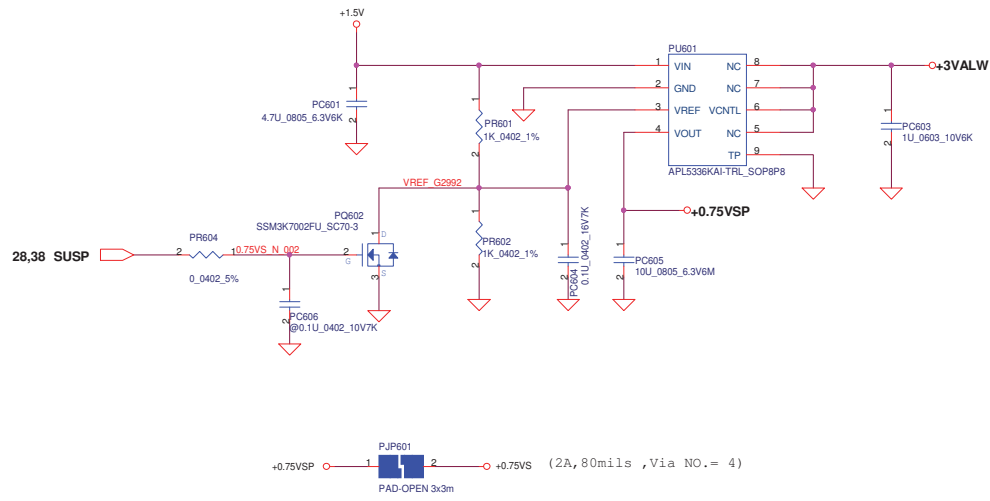 +1.5V
PU601
1 VIN NC 8
2 GND NC 7
3 VREF VCNTL 6
4 VOUT NC 5
TP 9
APL5336KAI-TRL_SOP8P8
+3VALW
1
2
PC603
1U_0603_10V6K
1
2
PC601
4.7U_0805_6.3V6K
1
PR601
1K_0402_1%
2
VREF_G2992
+0.75VSP
PQ602
SSM3K7002FU_SC70-3
1 D
2 G
3 S
28,38 SUSP
PR604
2 1
0_0402_5%
0.75VS_N_002
1
2
PC606
@0.1U_0402_10V7K
1
PR602
1K_0402_1%
2
1
2
PC604
0.1U_0402_16V7K
1
2
PC605
10U_0805_6.3V6M
PJP601
+0.75VSP 1 2 +0.75VS (2A,80mils ,Via NO.= 4)
PAD-OPEN 3x3m